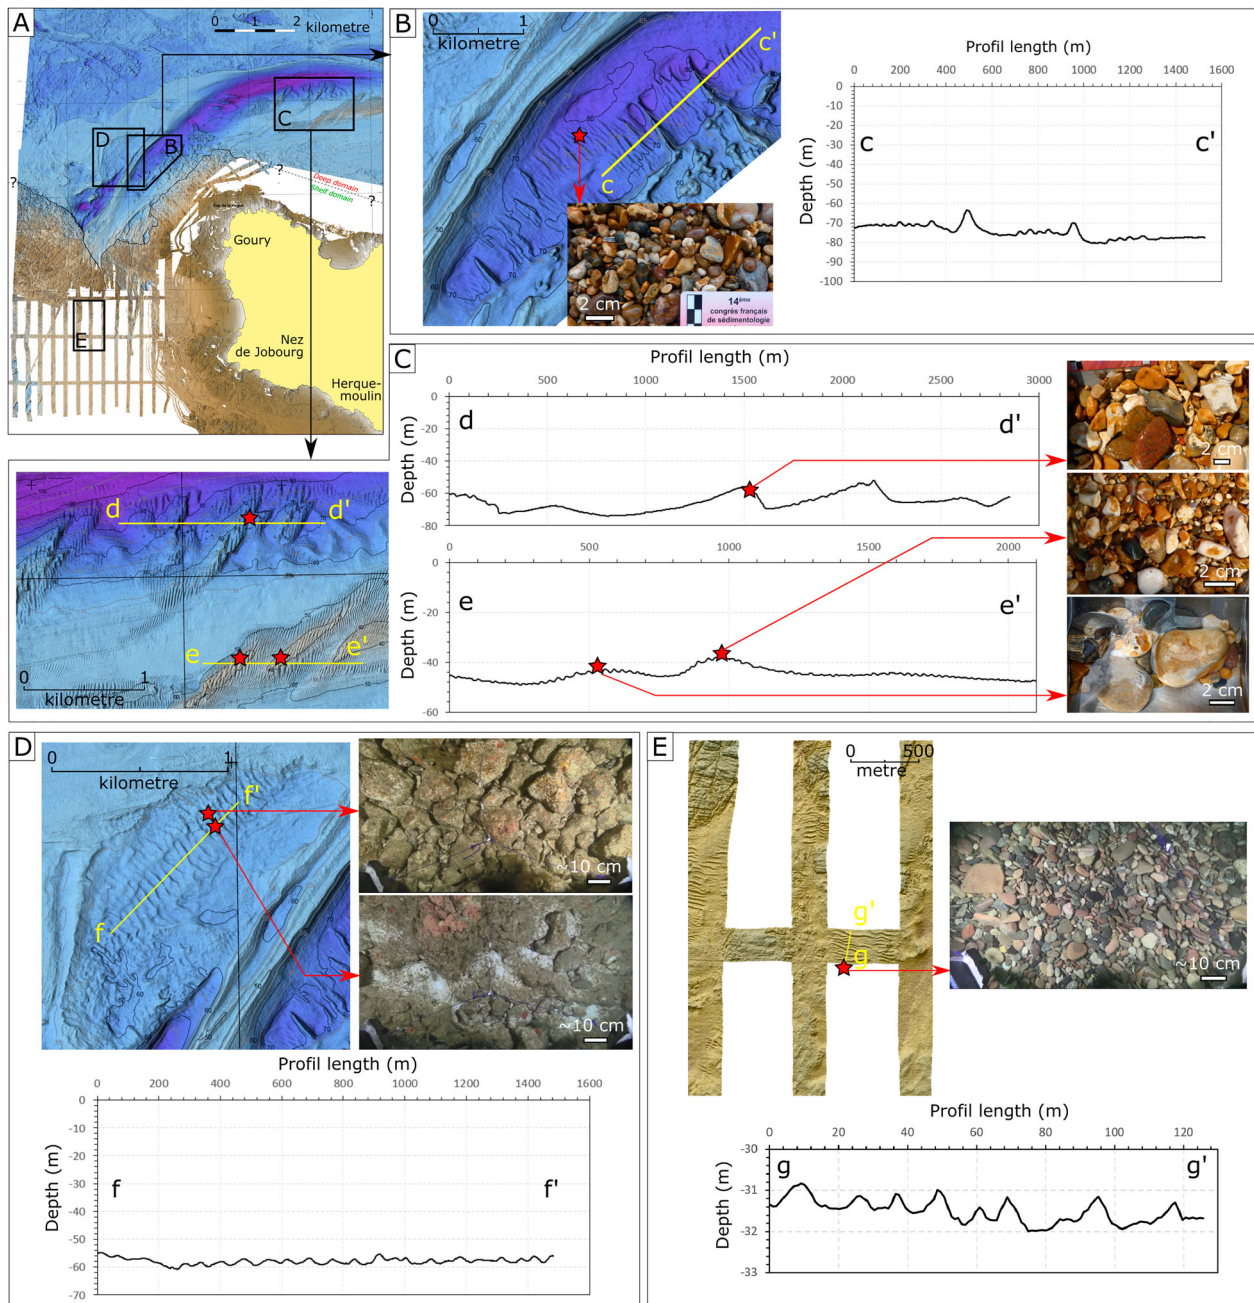 A
0 1 2
kilometre
D
B
C
?
?
?
Deep domain
Shelf domain
Goury
E
Nez
de Jobourg
Herque-
moulin
B
0 1
kilometre
c'
c
2 cm
14èmes
congrès français
de sédimentologie
Profil length (m)
0 200 400 600 800 1000 1200 1400 1600
Depth (m)
0
-10
-20
-30
-40
-50
-60
-70
-80
-90
-100
c
c'
C
d
d'
e
e'
0 1
kilometre
Profil length (m)
0 500 1000 1500 2000 2500 3000
Depth (m)
0
-20
-40
-60
-80
d
d'
0 500 1000 1500 2000
Depth (m)
0
-20
-40
-60
e
e'
2 cm
2 cm
2 cm
D
0 1
kilometre
f'
f
~10 cm
~10 cm
Profil length (m)
0 200 400 600 800 1000 1200 1400 1600
Depth (m)
0
-10
-20
-30
-40
-50
-60
-70
f
f'
E
0 500
metre
g'
g
~10 cm
Profil length (m)
0 20 40 60 80 100 120
Depth (m)
-30
-31
-32
-33
g
g'